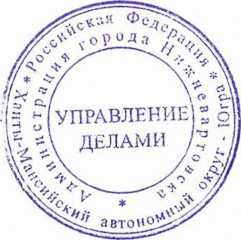 * Российская Федерация * Ханты-Мансийский автономный округ - Югра
* Администрация города Нижневартовска
УПРАВЛЕНИЕ
ДЕЛАМИ